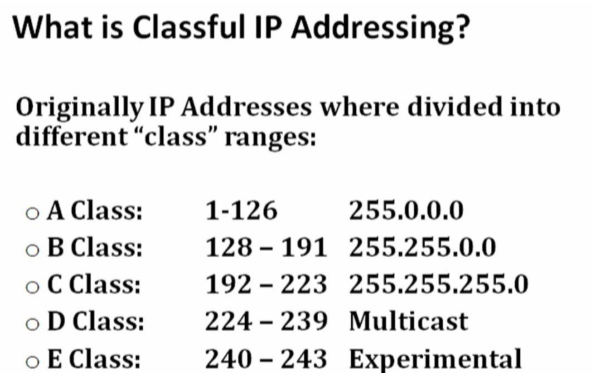 What is Classful IP Addressing?
Originally IP Addresses where divided into
different “class” ranges:
○ A Class: 1-126 255.0.0.0
○ B Class: 128 – 191 255.255.0.0
○ C Class: 192 – 223 255.255.255.0
○ D Class: 224 – 239 Multicast
○ E Class: 240 – 243 Experimental